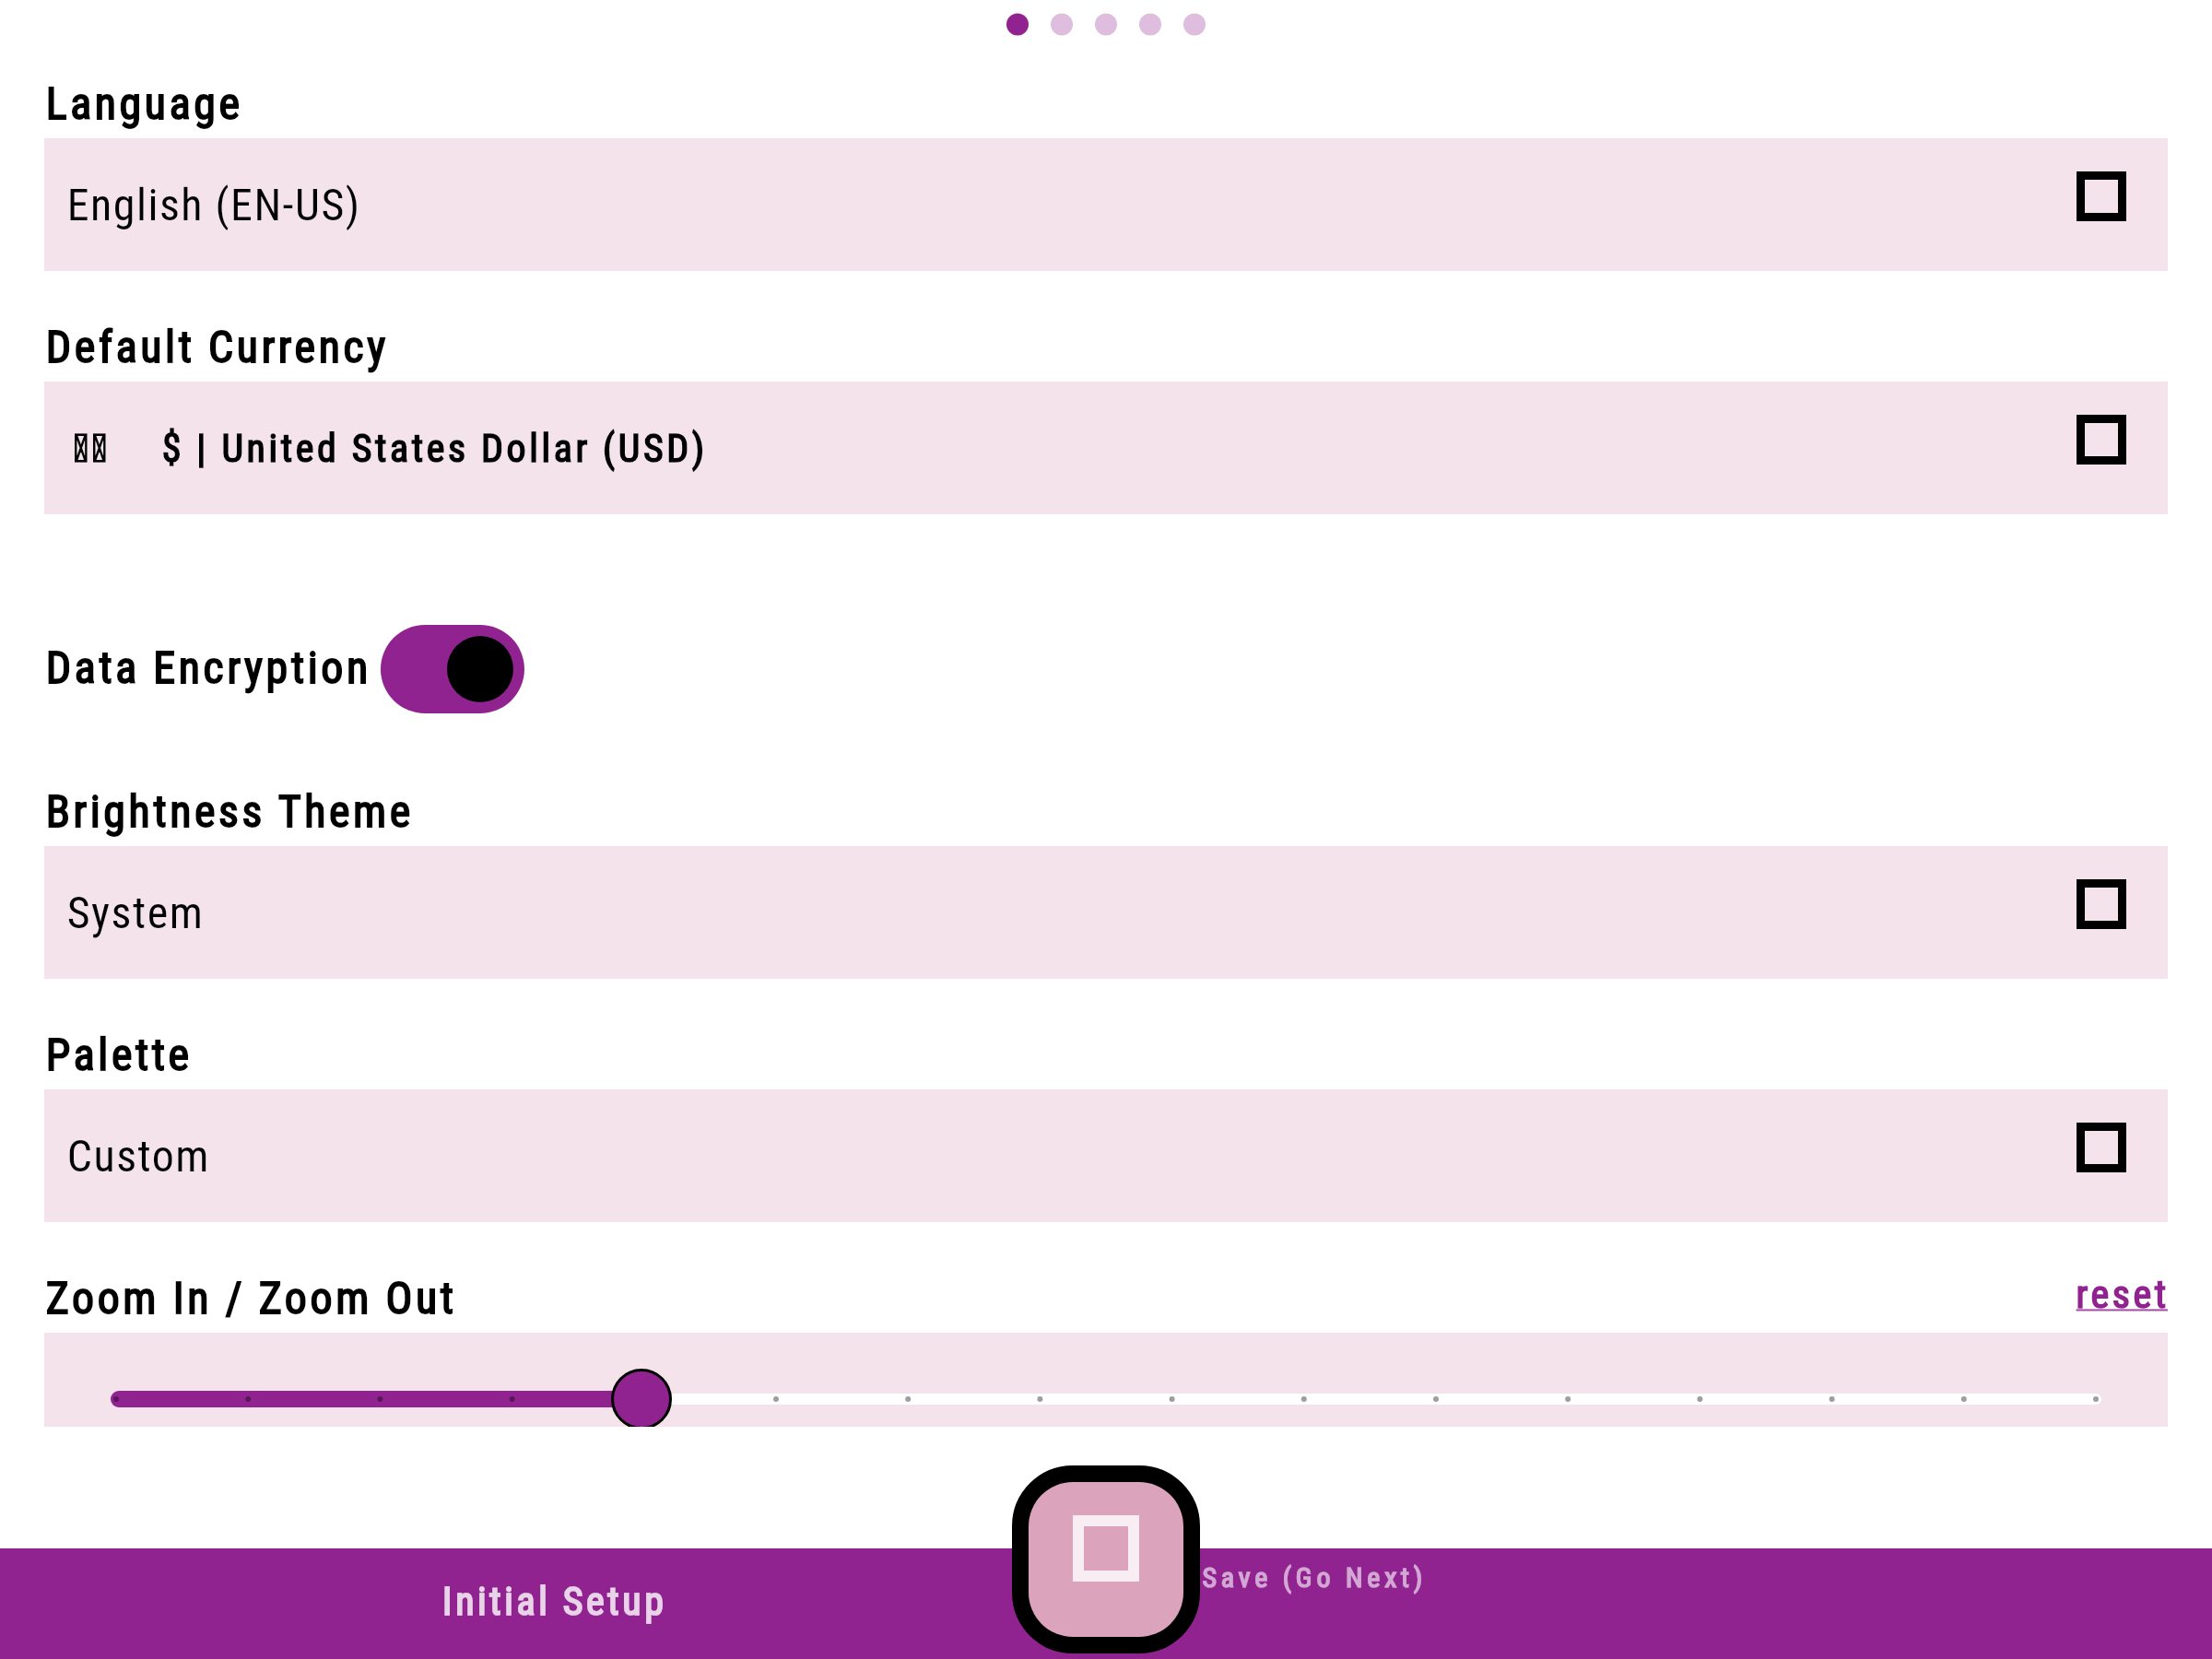 Language
English (EN-US)
Default Currency
$ | United States Dollar (USD)
Data Encryption
Brightness Theme
System
Palette
Custom
Zoom In / Zoom Out
reset
Initial Setup
Save (Go Next)